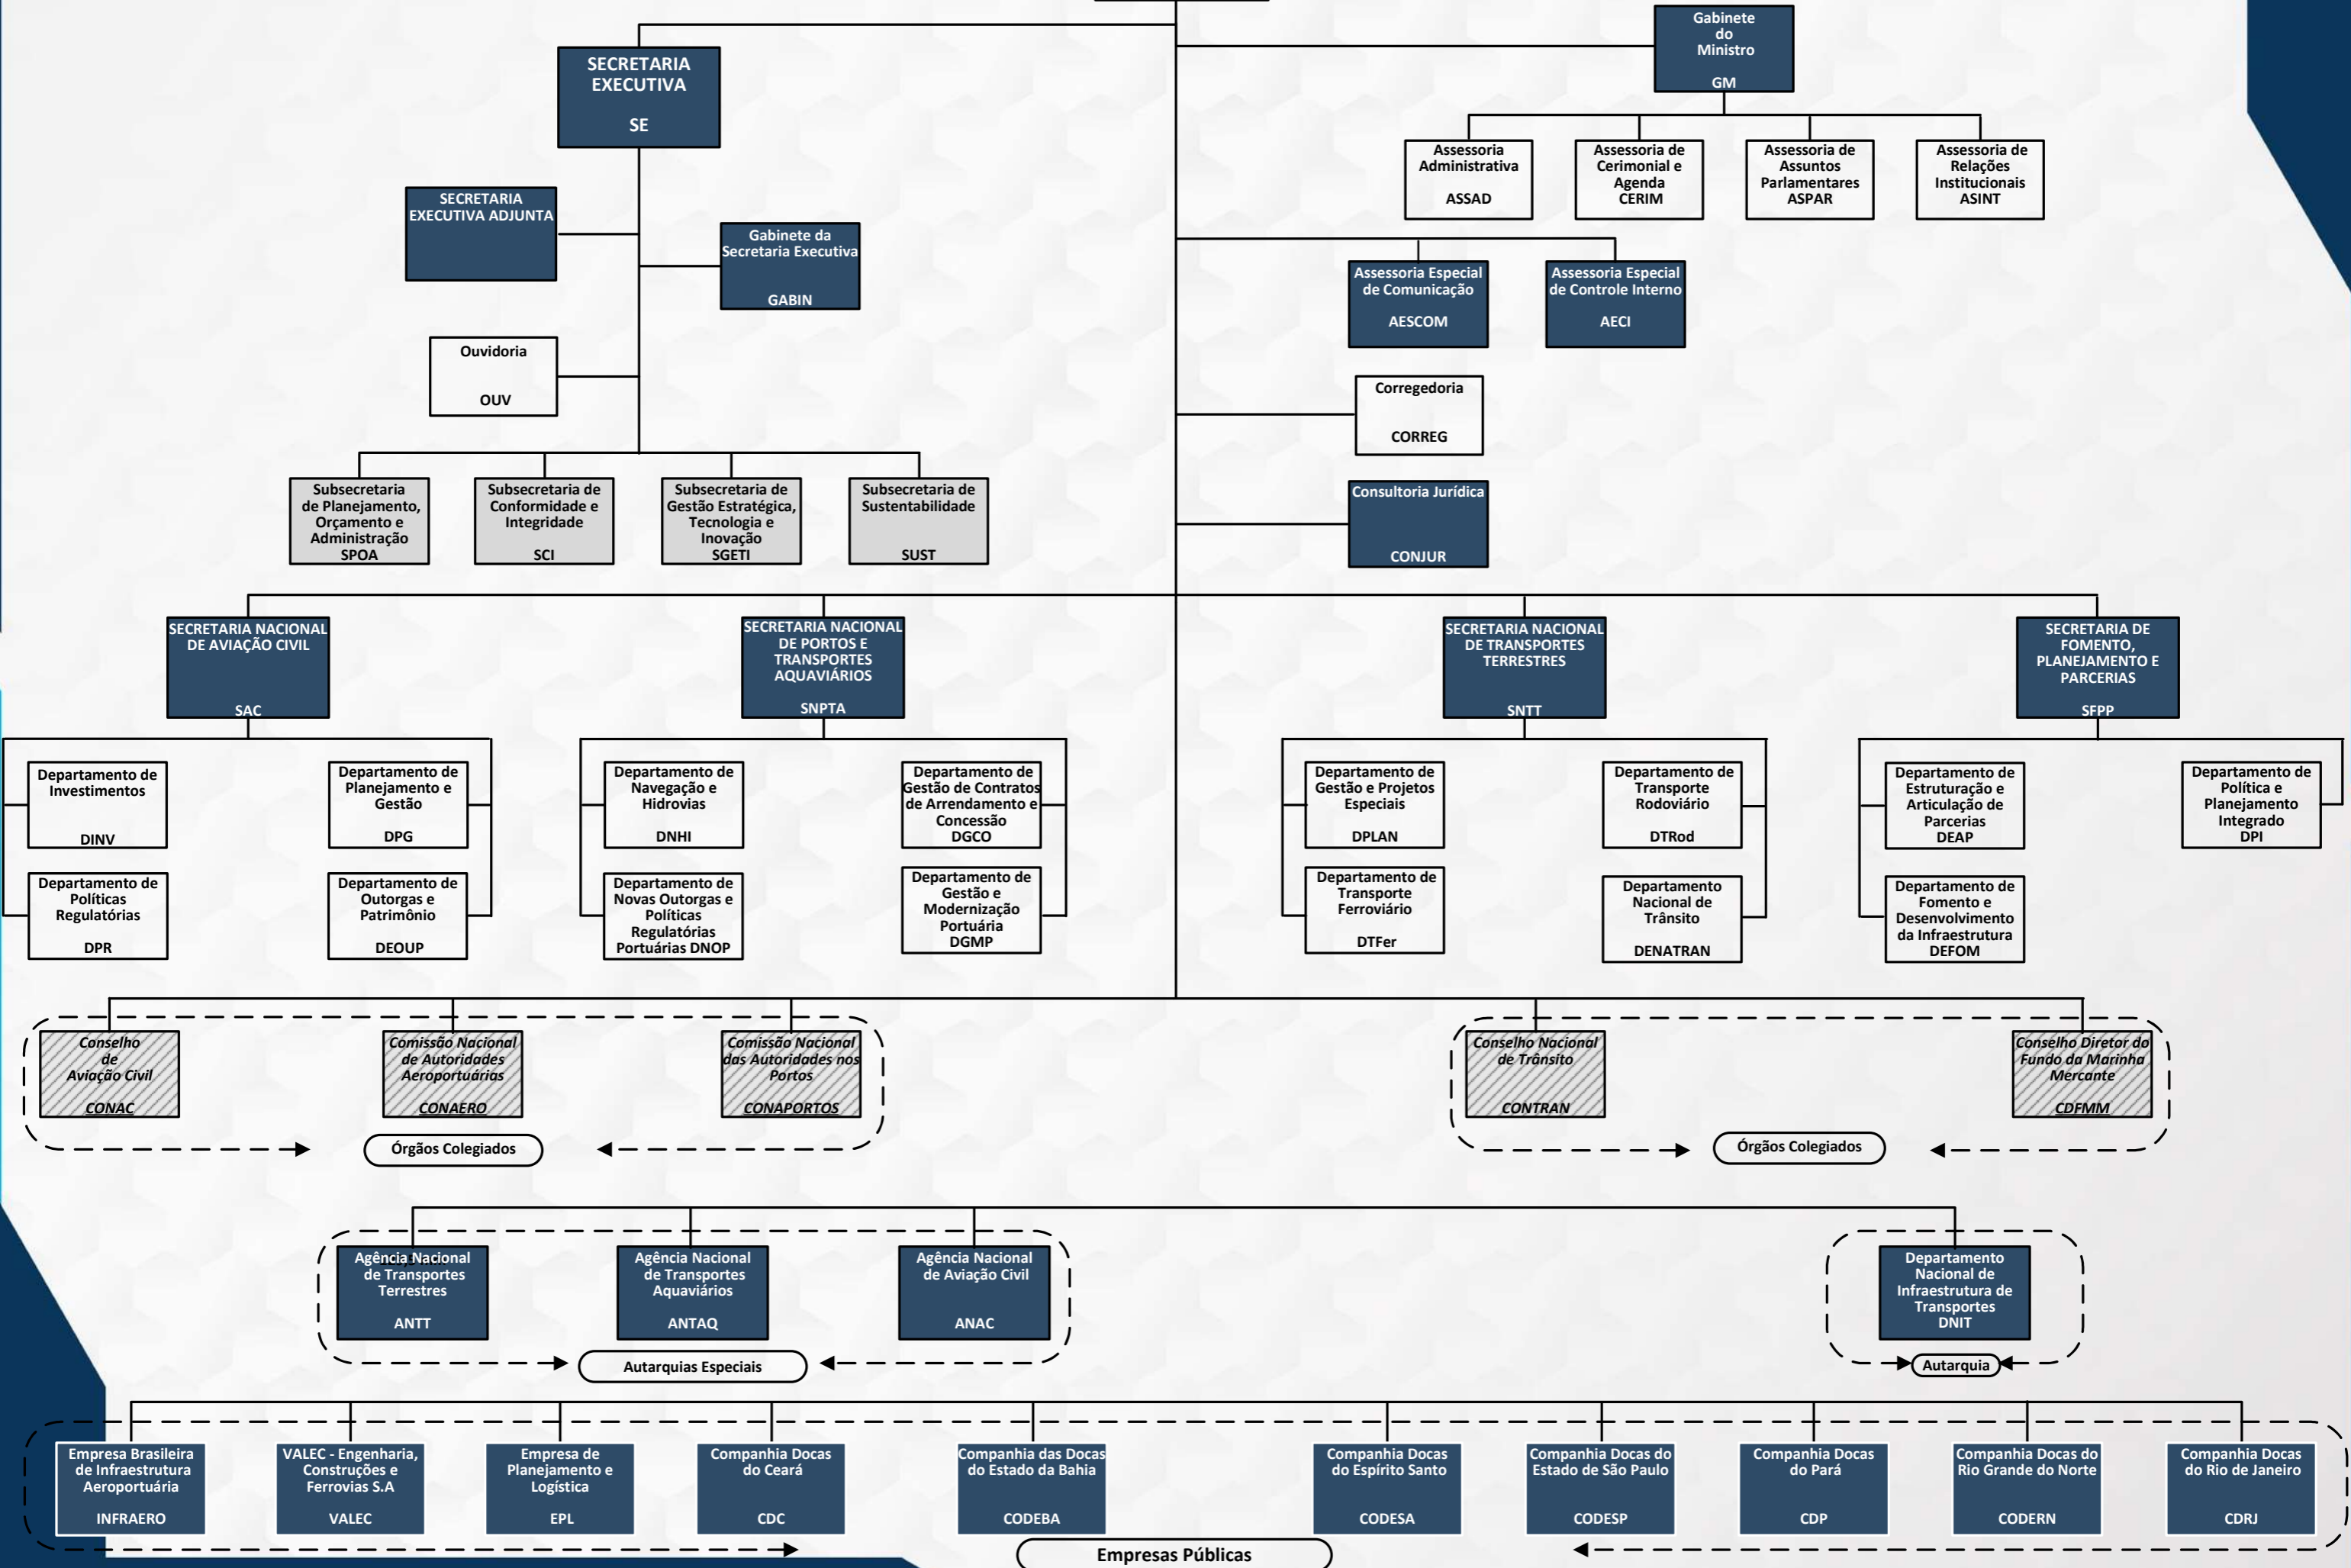 Gabinete
do
Ministro
GM
SECRETARIA
EXECUTIVA
SE
Assessoria
Administrativa
ASSAD
Assessoria de
Cerimonial e
Agenda
CERIM
Assessoria de
Assuntos
Parlamentares
ASPAR
Assessoria de
Relações
Institucionais
ASINT
SECRETARIA
EXECUTIVA ADJUNTA
Gabinete da
Secretaria Executiva
GABIN
Assessoria Especial
de Comunicação
AESCOM
Assessoria Especial
de Controle Interno
AECI
Ouvidoria
OUV
Corregedoria
CORREG
Subsecretaria
de Planejamento,
Orçamento e
Administração
SPOA
Subsecretaria de
Conformidade e
Integridade
SCI
Subsecretaria de
Gestão Estratégica,
Tecnologia e
Inovação
SGETI
Subsecretaria de
Sustentabilidade
SUST
Consultoria Jurídica
CONJUR
SECRETARIA NACIONAL
DE AVIAÇÃO CIVIL
SAC
SECRETARIA NACIONAL
DE PORTOS E
TRANSPORTES
AQUAVIÁRIOS
SNPTA
SECRETARIA NACIONAL
DE TRANSPORTES
TERRESTRES
SNTT
SECRETARIA DE
FOMENTO,
PLANEJAMENTO E
PARCERIAS
SFPP
Departamento de
Investimentos
DINV
Departamento de
Planejamento e
Gestão
DPG
Departamento de
Navegação e
Hidrovias
DNHI
Departamento de
Gestão de Contratos
de Arrendamento e
Concessão
DGCO
Departamento de
Gestão e Projetos
Especiais
DPLAN
Departamento de
Transporte
Rodoviário
DTRod
Departamento de
Estruturação e
Articulação de
Parcerias
DEAP
Departamento de
Política e
Planejamento
Integrado
DPI
Departamento de
Políticas
Regulatórias
DPR
Departamento de
Outorgas e
Patrimônio
DEOUP
Departamento de
Novas Outorgas e
Políticas
Regulatórias
Portuárias DNOP
Departamento de
Gestão e
Modernização
Portuária
DGMP
Departamento de
Transporte
Ferroviário
DTFer
Departamento
Nacional de
Trânsito
DENATRAN
Departamento de
Fomento e
Desenvolvimento
da Infraestrutura
DEFOM
Conselho
de
Aviação Civil
CONAC
Comissão Nacional
de Autoridades
Aeroportuárias
CONAERO
Comissão Nacional
das Autoridades nos
Portos
CONAPORTOS
Conselho Nacional
de Trânsito
CONTRAN
Conselho Diretor do
Fundo da Marinha
Mercante
CDFMM
Órgãos Colegiados
Órgãos Colegiados
Agência Nacional
de Transportes
Terrestres
ANTT
Agência Nacional
de Transportes
Aquaviários
ANTAQ
Agência Nacional
de Aviação Civil
ANAC
Departamento
Nacional de
Infraestrutura de
Transportes
DNIT
Autarquias Especiais
Autarquia
Empresa Brasileira
de Infraestrutura
Aeroportuária
INFRAERO
VALEC - Engenharia,
Construções e
Ferrovias S.A
VALEC
Empresa de
Planejamento e
Logística
EPL
Companhia Docas
do Ceará
CDC
Companhia das Docas
do Estado da Bahia
CODEBA
Companhia Docas
do Espírito Santo
CODESA
Companhia Docas do
Estado de São Paulo
CODESP
Companhia Docas
do Pará
CDP
Companhia Docas do
Rio Grande do Norte
CODERN
Companhia Docas
do Rio de Janeiro
CDRJ
Empresas Públicas